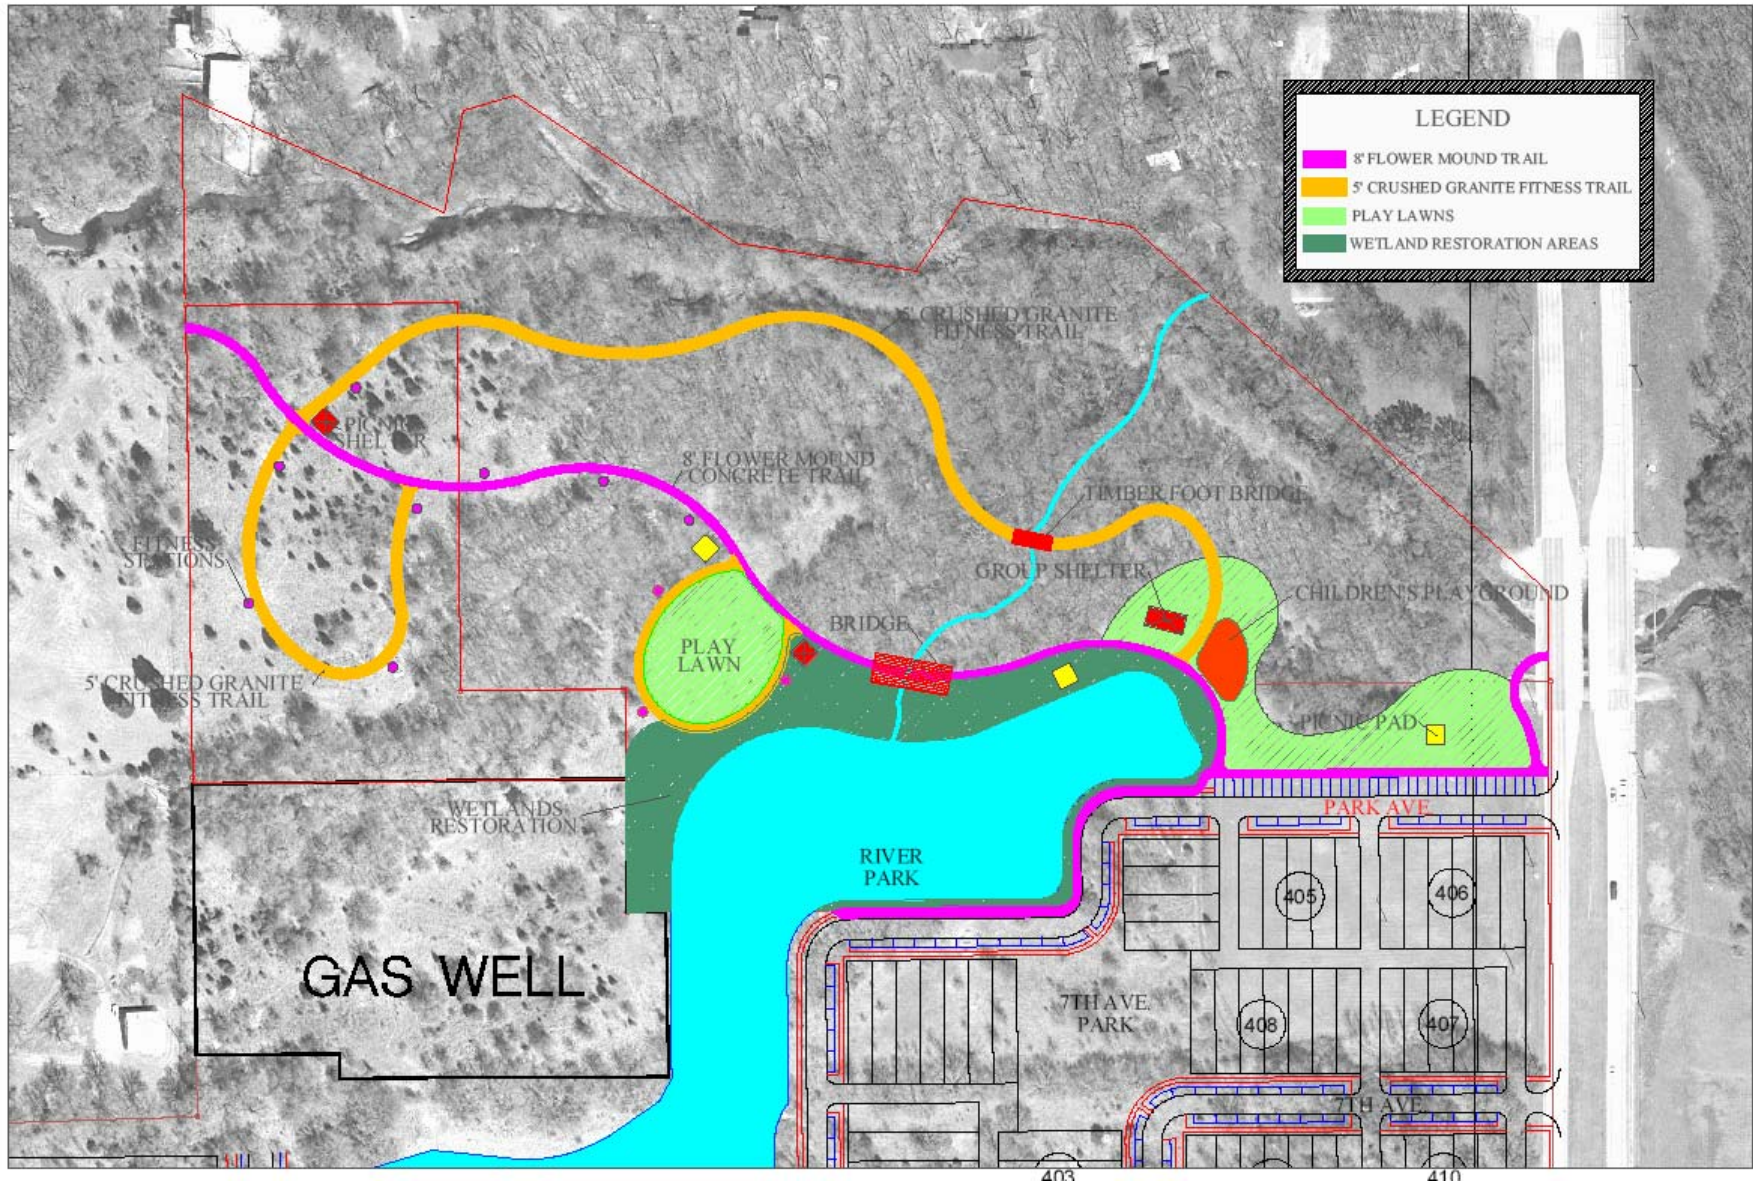 LEGEND
8' FLOWER MOUND TRAIL
5' CRUSHED GRANITE FITNESS TRAIL
PLAY LAWNS
WETLAND RESTORATION AREAS
5' CRUSHED GRANITE
FITNESS TRAIL
PICNIC
SHELTER
8' FLOWER MOUND
CONCRETE TRAIL
TIMBER FOOT BRIDGE
FITNESS
STATIONS
GROUP SHELTER
CHILDREN'S PLAYGROUND
BRIDGE
PLAY
LAWN
5' CRUSHED GRANITE
FITNESS TRAIL
PICNIC PAD
WETLANDS
RESTORATION
PARK AVE.
RIVER
PARK
405
406
GAS WELL
7TH AVE.
PARK
408
407
7TH AVE.
403
410